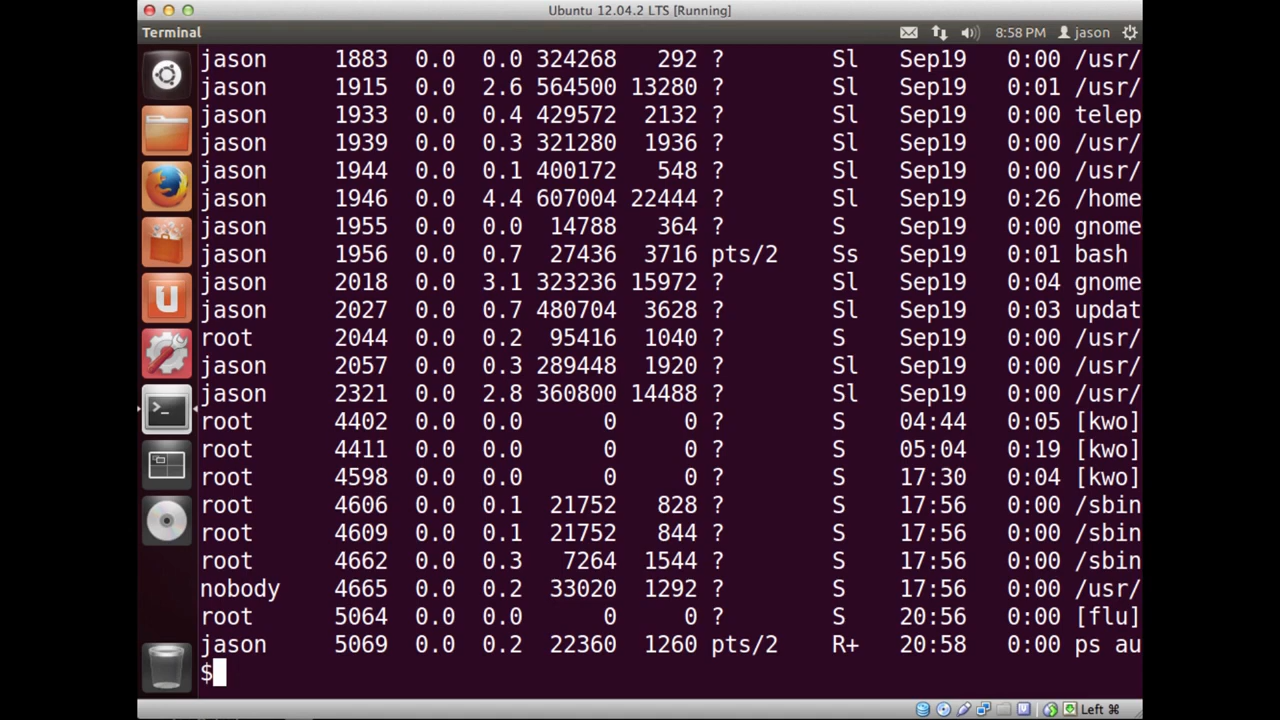 Ubuntu 12.04.2 LTS [Running]
Terminal 8:58 PM jason
jason 1883 0.0 0.0 324268 292 ? Sl Sep19 0:00 /usr/
jason 1915 0.0 2.6 564500 13280 ? Sl Sep19 0:01 /usr/
jason 1933 0.0 0.4 429572 2132 ? Sl Sep19 0:00 telep
jason 1939 0.0 0.3 321280 1936 ? Sl Sep19 0:00 /usr/
jason 1944 0.0 0.1 400172 548 ? Sl Sep19 0:00 /usr/
jason 1946 0.0 4.4 607004 22444 ? Sl Sep19 0:26 /home
jason 1955 0.0 0.0 14788 364 ? S Sep19 0:00 gnome
jason 1956 0.0 0.7 27436 3716 pts/2 Ss Sep19 0:01 bash
jason 2018 0.0 3.1 323236 15972 ? Sl Sep19 0:04 gnome
jason 2027 0.0 0.7 480704 3628 ? Sl Sep19 0:03 updat
root 2044 0.0 0.2 95416 1040 ? S Sep19 0:00 /usr/
jason 2057 0.0 0.3 289448 1920 ? Sl Sep19 0:00 /usr/
jason 2321 0.0 2.8 360800 14488 ? Sl Sep19 0:00 /usr/
root 4402 0.0 0.0 0 0 ? S 04:44 0:05 [kwo]
root 4411 0.0 0.0 0 0 ? S 05:04 0:19 [kwo]
root 4598 0.0 0.0 0 0 ? S 17:30 0:04 [kwo]
root 4606 0.0 0.1 21752 828 ? S 17:56 0:00 /sbin
root 4609 0.0 0.1 21752 844 ? S 17:56 0:00 /sbin
root 4662 0.0 0.3 7264 1544 ? S 17:56 0:00 /sbin
nobody 4665 0.0 0.2 33020 1292 ? S 17:56 0:00 /usr/
root 5064 0.0 0.0 0 0 ? S 20:56 0:00 [flu]
jason 5069 0.0 0.2 22360 1260 pts/2 R+ 20:58 0:00 ps au
$
Left ⌘